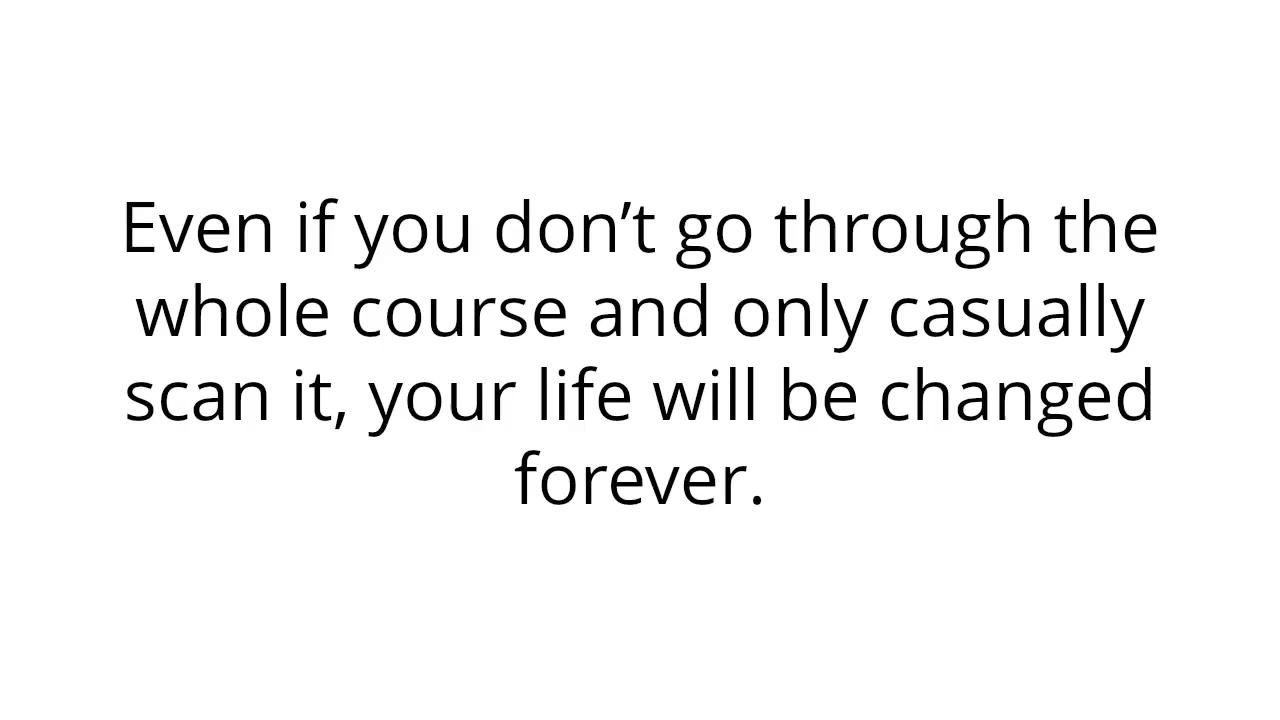 Even if you don’t go through the
whole course and only casually
scan it, your life will be changed
forever.